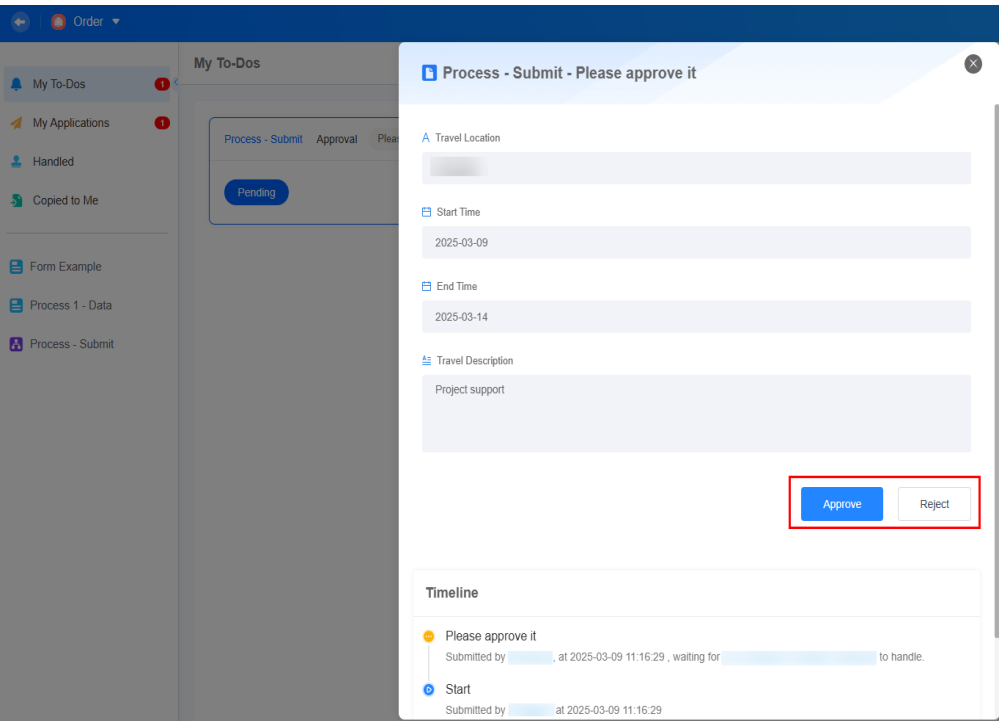 Order
My To-Dos
1
My Applications
1
Handled
Copied to Me
Form Example
Process 1 - Data
Process - Submit
My To-Dos
Process - Submit Approval
Pending
Process - Submit - Please approve it
Travel Location
Start Time
2025-03-09
End Time
2025-03-14
Travel Description
Project support
Approve Reject
Timeline
Please approve it
Submitted by , at 2025-03-09 11:16:29 , waiting for to handle.
Start
Submitted by at 2025-03-09 11:16:29